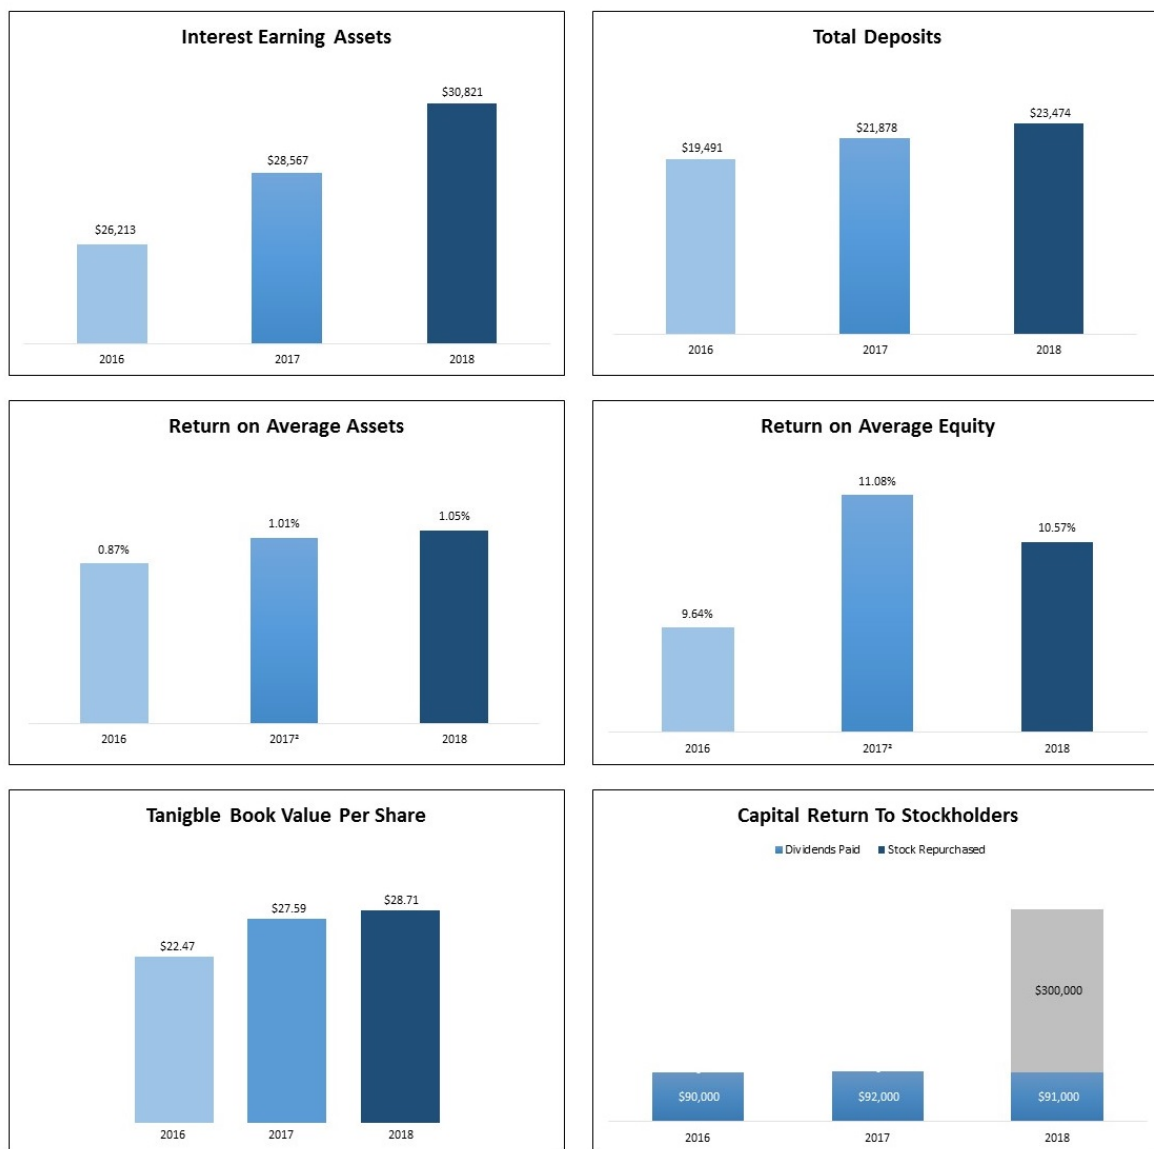 Interest Earning Assets
$30,821
$28,567
$26,213
2016 2017 2018
Total Deposits
$23,474
$21,878
$19,491
2016 2017 2018
Return on Average Assets
1.05%
1.01%
0.87%
2016 2017² 2018
Return on Average Equity
11.08%
10.57%
9.64%
2016 2017² 2018
Tanigble Book Value Per Share
$28.71
$27.59
$22.47
2016 2017 2018
Capital Return To Stockholders
Dividends Paid Stock Repurchased
$300,000
$90,000 $92,000 $91,000
2016 2017 2018